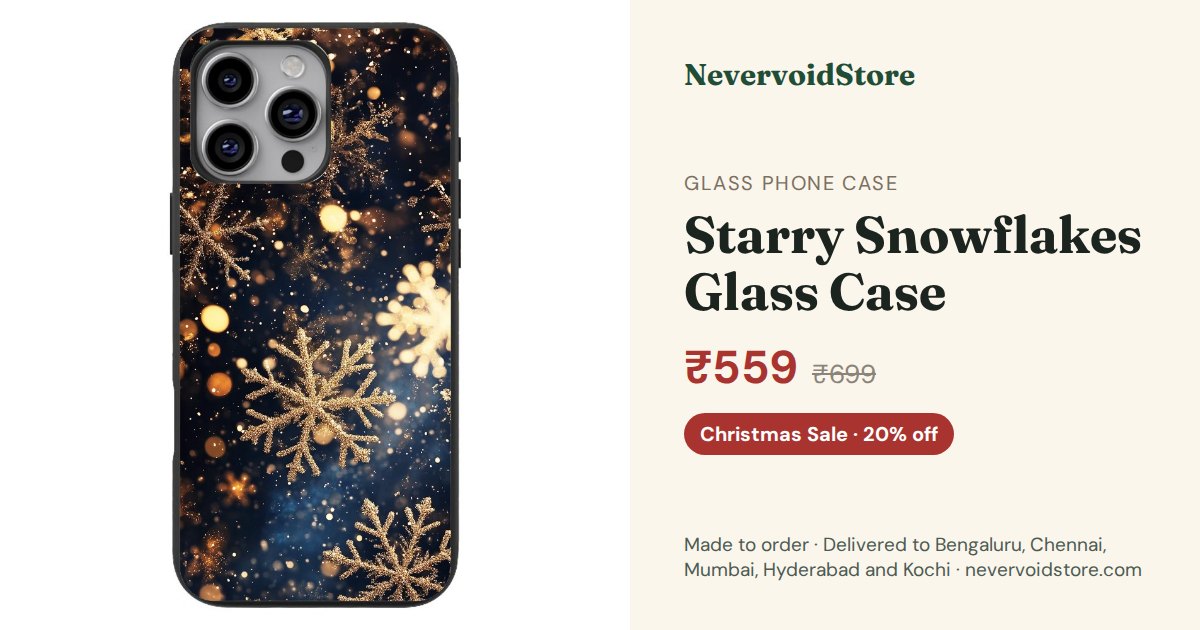 NevervoidStore
GLASS PHONE CASE
Starry Snowflakes
Glass Case
₹559 ₹699
Christmas Sale · 20% off
Made to order · Delivered to Bengaluru, Chennai,
Mumbai, Hyderabad and Kochi · nevervoidstore.com